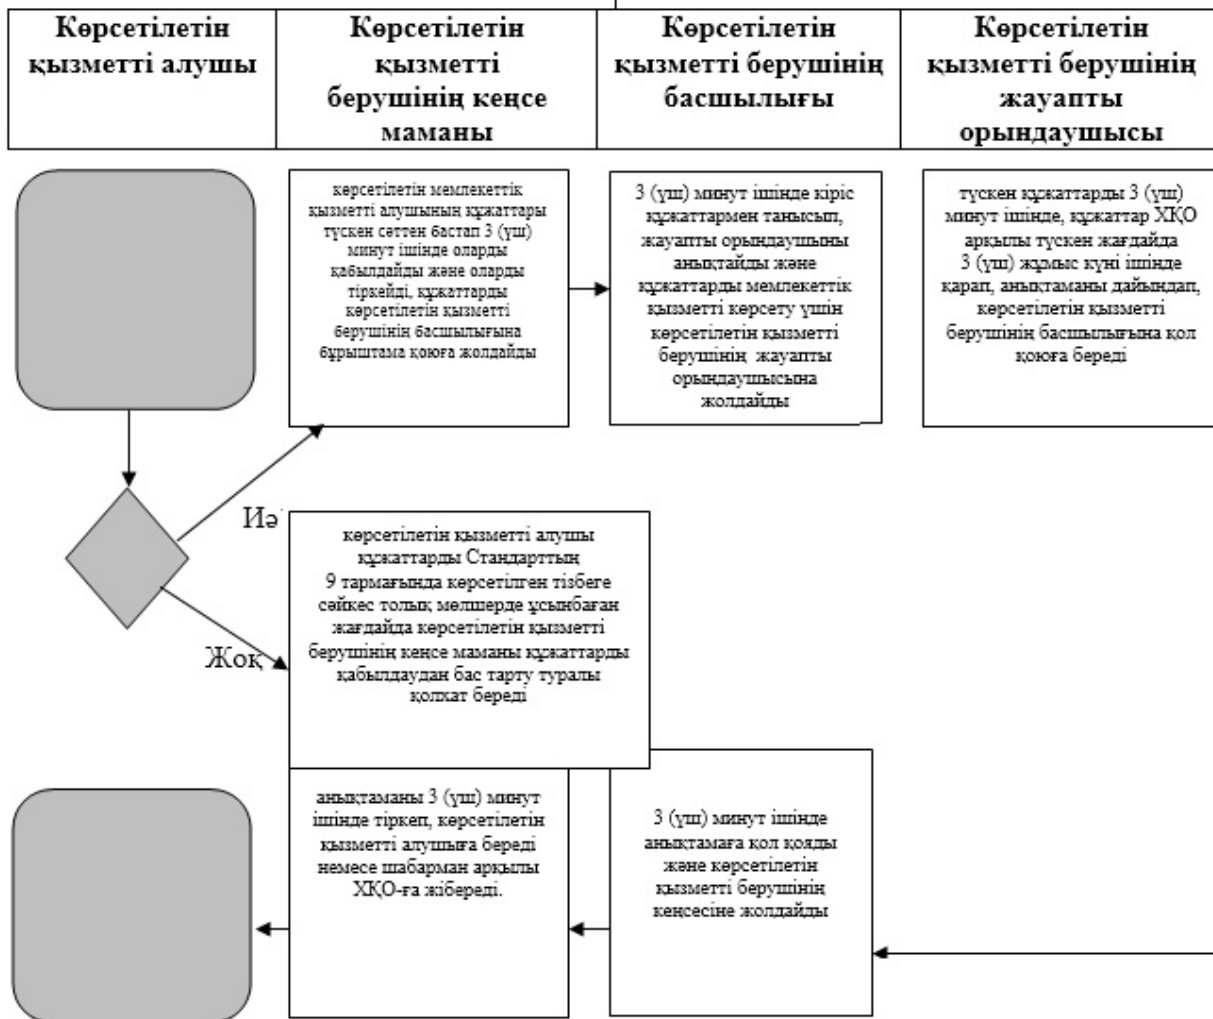 Көрсетілетін
қызметті алушы
Көрсетілетін
қызметті
берушінің кеңсе
маманы
Көрсетілетін
қызметті берушінің
басшылығы
Көрсетілетін
қызметті берушінің
жауапты
орындаушысы
көрсетілетін мемлекеттік
қызметті алушының құжаттары
түскен сәттен бастап 3 (үш)
минут ішінде оларды
қабылдайды және оларды
тіркейді, құжаттарды
көрсетілетін қызметті
берушінің басшылығына
бұрыштама қоюға жолдайды
3 (үш) минут ішінде кіріс
құжаттармен танысып,
жауапты орындаушыны
анықтайды және
құжаттарды мемлекеттік
қызметті көрсету үшін
көрсетілетін қызметті
берушінің жауапты
орындаушысына
жолдайды
түскен құжаттарды 3 (үш)
минут ішінде, құжаттар ХҚО
арқылы түскен жағдайда
3 (үш) жұмыс күні ішінде
қарап, анықтаманы дайындап,
көрсетілетін қызметті
берушінің басшылығына қол
қоюға береді
Иә
Жоқ
көрсетілетін қызметті алушы
құжаттарды Стандарттың
9 тармағында көрсетілген тізбеге
сәйкес толық мөлшерде ұсынбаған
жағдайда көрсетілетін қызметті
берушінің кеңсе маманы құжаттарды
қабылдаудан бас тарту туралы
қолхат береді
анықтаманы 3 (үш) минут
ішінде тіркеп, көрсетілетін
қызметті алушыға береді
немесе шабарман арқылы
ХҚО-ға жібереді.
3 (үш) минут ішінде
анықтамаға қол қояды
және көрсетілетін
қызметті берушінің
кеңсесіне жолдайды